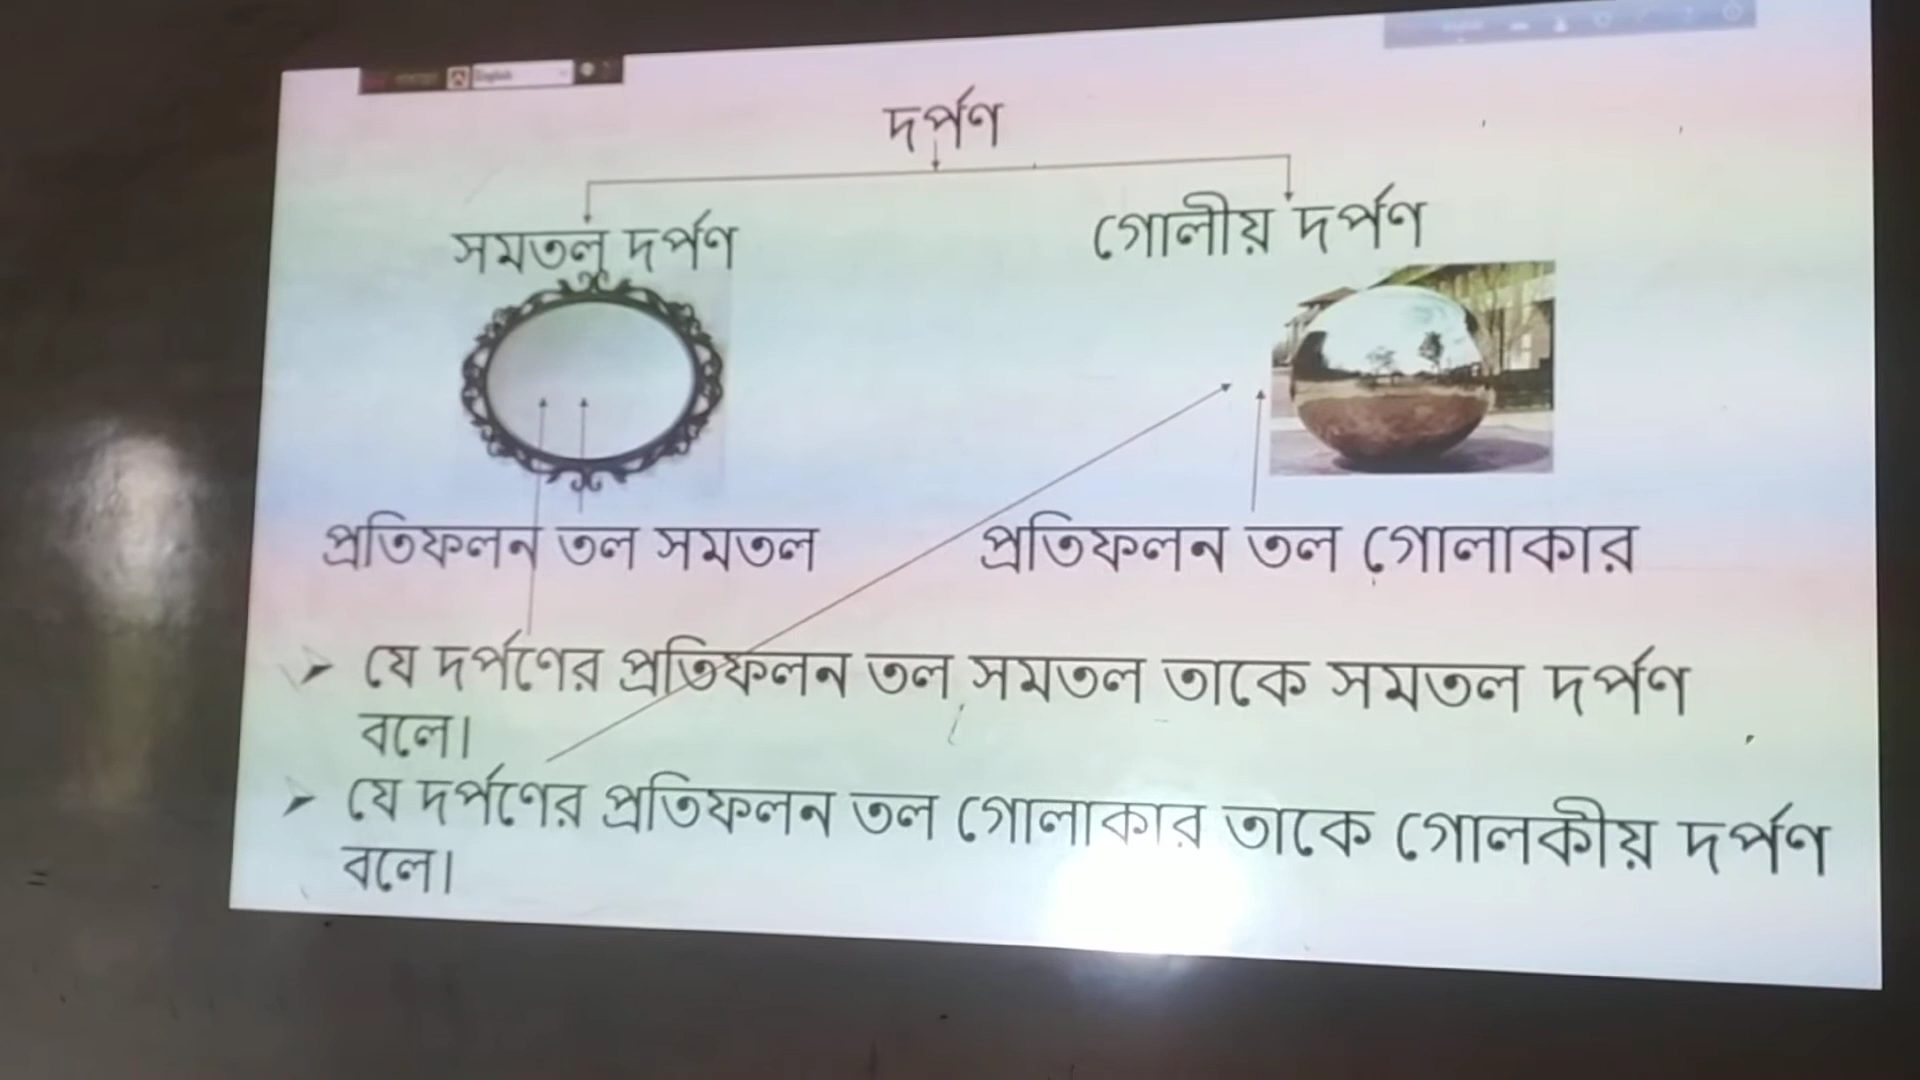 English
দর্পণ
সমতল দর্পণ
গোলীয় দর্পণ
প্রতিফলন তল সমতল
প্রতিফলন তল গোলাকার
➤ যে দর্পণের প্রতিফলন তল সমতল তাকে সমতল দর্পণ
বলে।
➤ যে দর্পণের প্রতিফলন তল গোলাকার তাকে গোলকীয় দর্পণ
বলে।